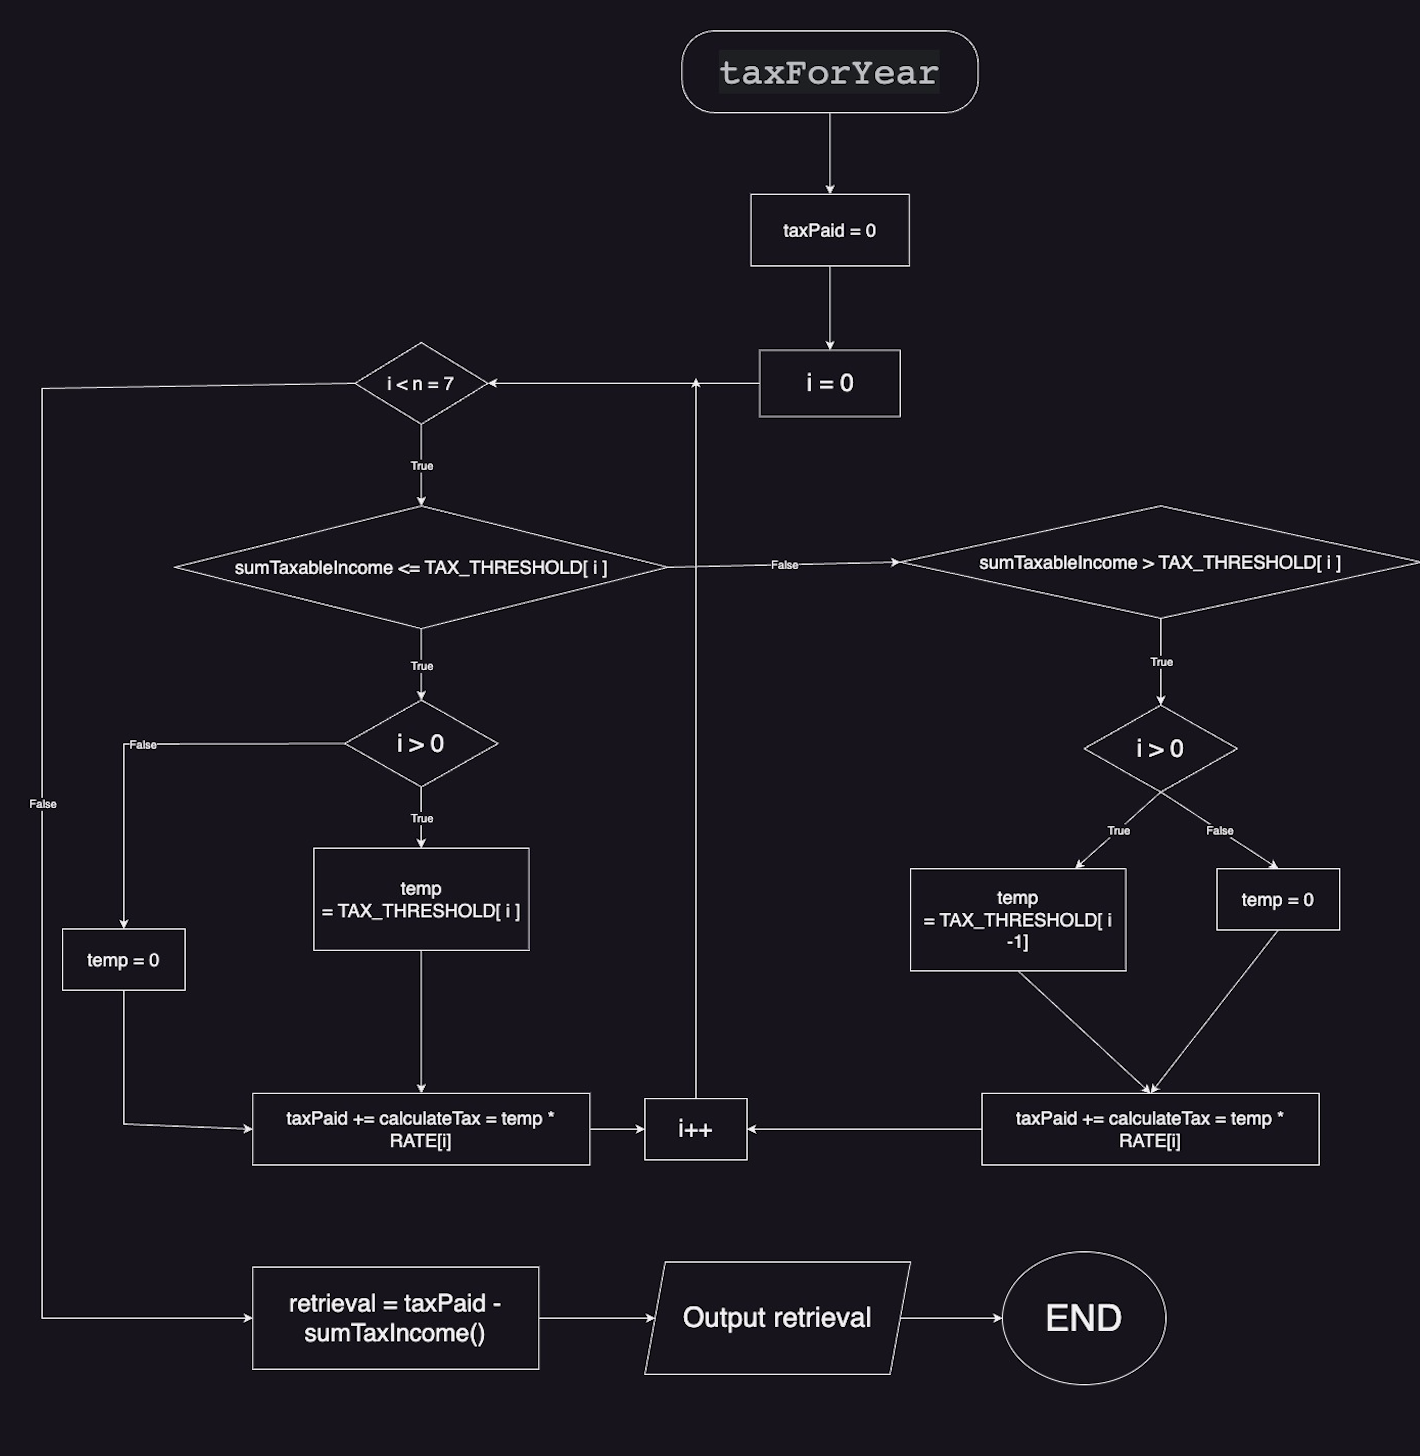 taxForYear
taxPaid = 0
i < n = 7
i = 0
True
sumTaxableIncome <= TAX_THRESHOLD[ i ]
False
sumTaxableIncome > TAX_THRESHOLD[ i ]
True
True
i > 0
i > 0
False
False
True
True
False
temp
= TAX_THRESHOLD[ i ]
temp
= TAX_THRESHOLD[ i
-1]
temp = 0
temp = 0
taxPaid += calculateTax = temp *
RATE[i]
i++
taxPaid += calculateTax = temp *
RATE[i]
retrieval = taxPaid -
sumTaxIncome()
Output retrieval
END